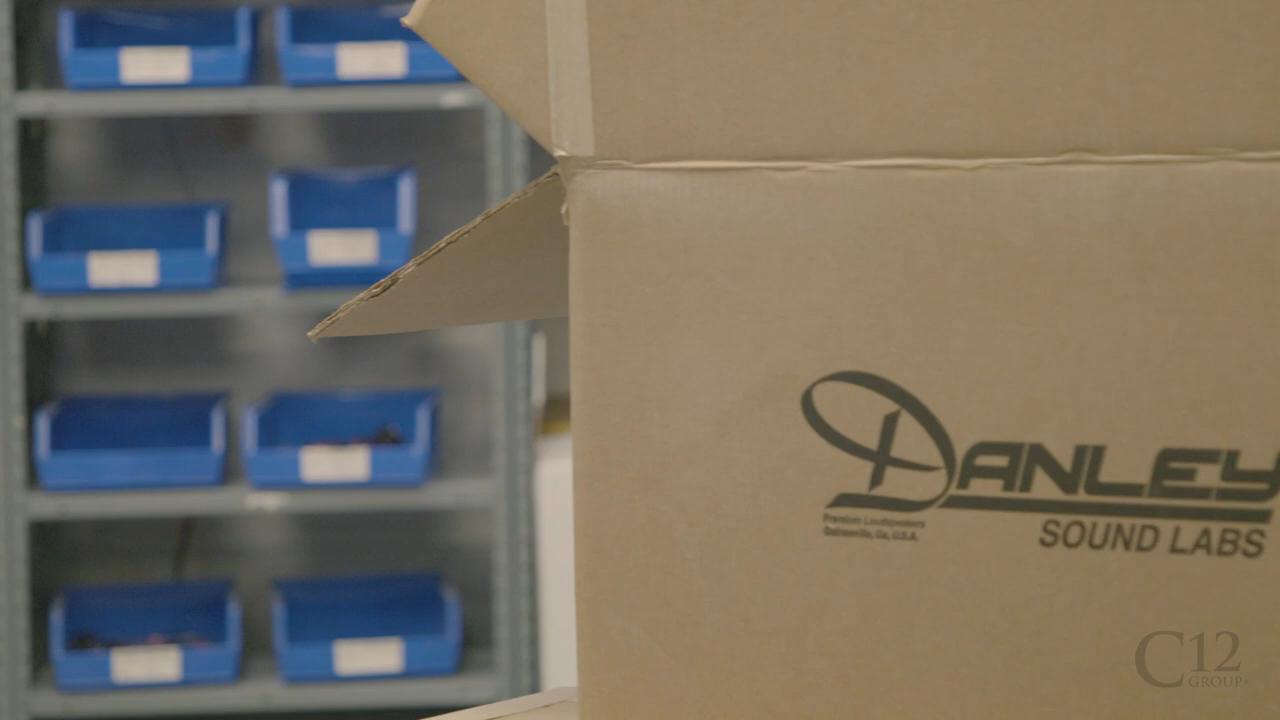 DANLEY
SOUND LABS
Premium Loudspeakers
Gainesville, Ga, U.S.A.
C12
GROUP